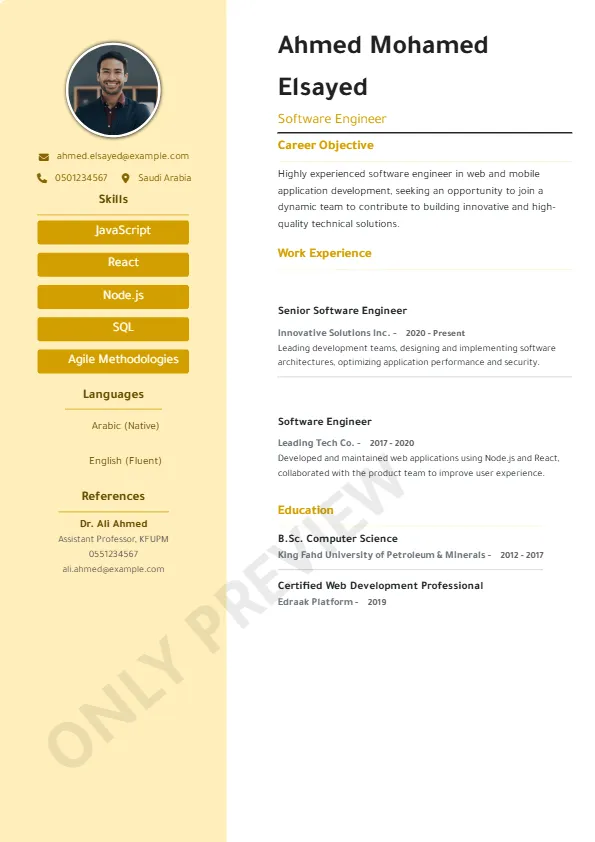 Ahmed Mohamed
Elsayed
Software Engineer
ahmed.elsayed@example.com
0501234567 Saudi Arabia
Skills
JavaScript
React
Node.js
SQL
Agile Methodologies
Languages
Arabic (Native)
English (Fluent)
References
Dr. Ali Ahmed
Assistant Professor, KFUPM
0551234567
ali.ahmed@example.com
Career Objective
Highly experienced software engineer in web and mobile
application development, seeking an opportunity to join a
dynamic team to contribute to building innovative and high-
quality technical solutions.
Work Experience
Senior Software Engineer
Innovative Solutions Inc. - 2020 - Present
Leading development teams, designing and implementing software
architectures, optimizing application performance and security.
Software Engineer
Leading Tech Co. - 2017 - 2020
Developed and maintained web applications using Node.js and React,
collaborated with the product team to improve user experience.
Education
B.Sc. Computer Science
King Fahd University of Petroleum & Minerals - 2012 - 2017
Certified Web Development Professional
Edraak Platform - 2019
ONLY PREVIEW